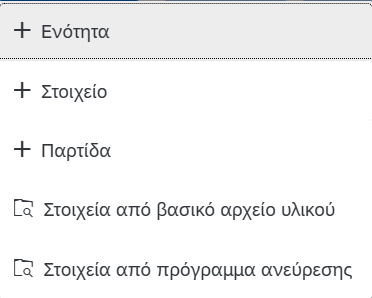 Ενότητα
Στοιχείο
Παρτίδα
Στοιχεία από βασικό αρχείο υλικού
Στοιχεία από πρόγραμμα ανεύρεσης